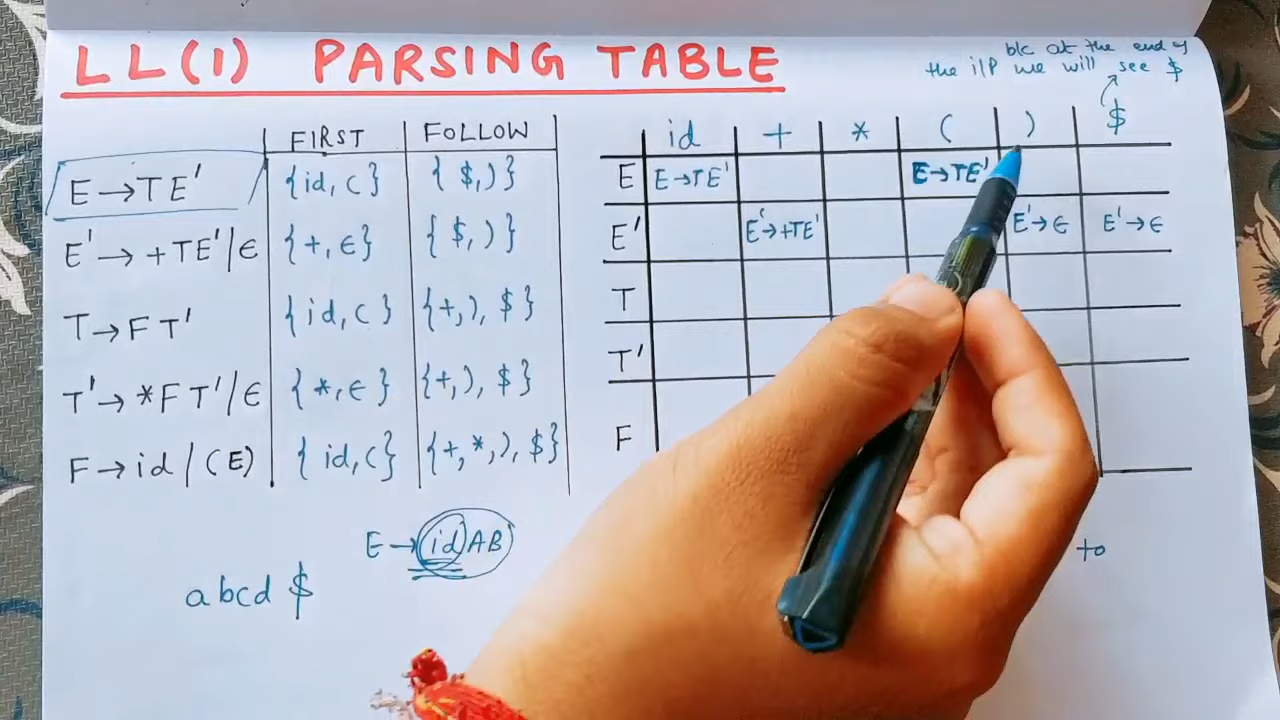 LL(1) PARSING TABLE
b/c at the end of
the i/P we will see $
FIRST FOLLOW
E→TE' {id, (} {$,)}
E'→ +TE'/ϵ {+,ϵ} {$,)}
T→FT' {id, (} {+,), $}
T'→ *FT'/ϵ {*,ϵ} {+,), $}
F→id/(E) {id,(} {+,*,), $}
id + * ( ) $
E E→TE' E→TE'
E' E'→+TE' E'→ϵ E'→ϵ
T
T'
F
E→idAB
abcd $
to